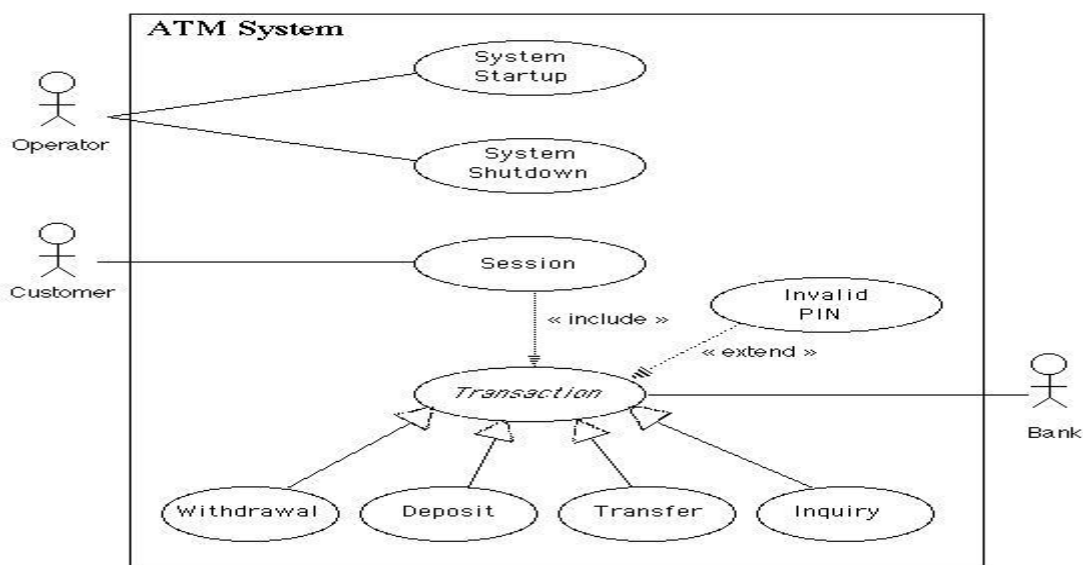 ATM System
System
Startup
Operator
System
Shutdown
Customer
Session
Invalid
PIN
« include »
« extend »
Transaction
Bank
Withdrawal
Deposit
Transfer
Inquiry